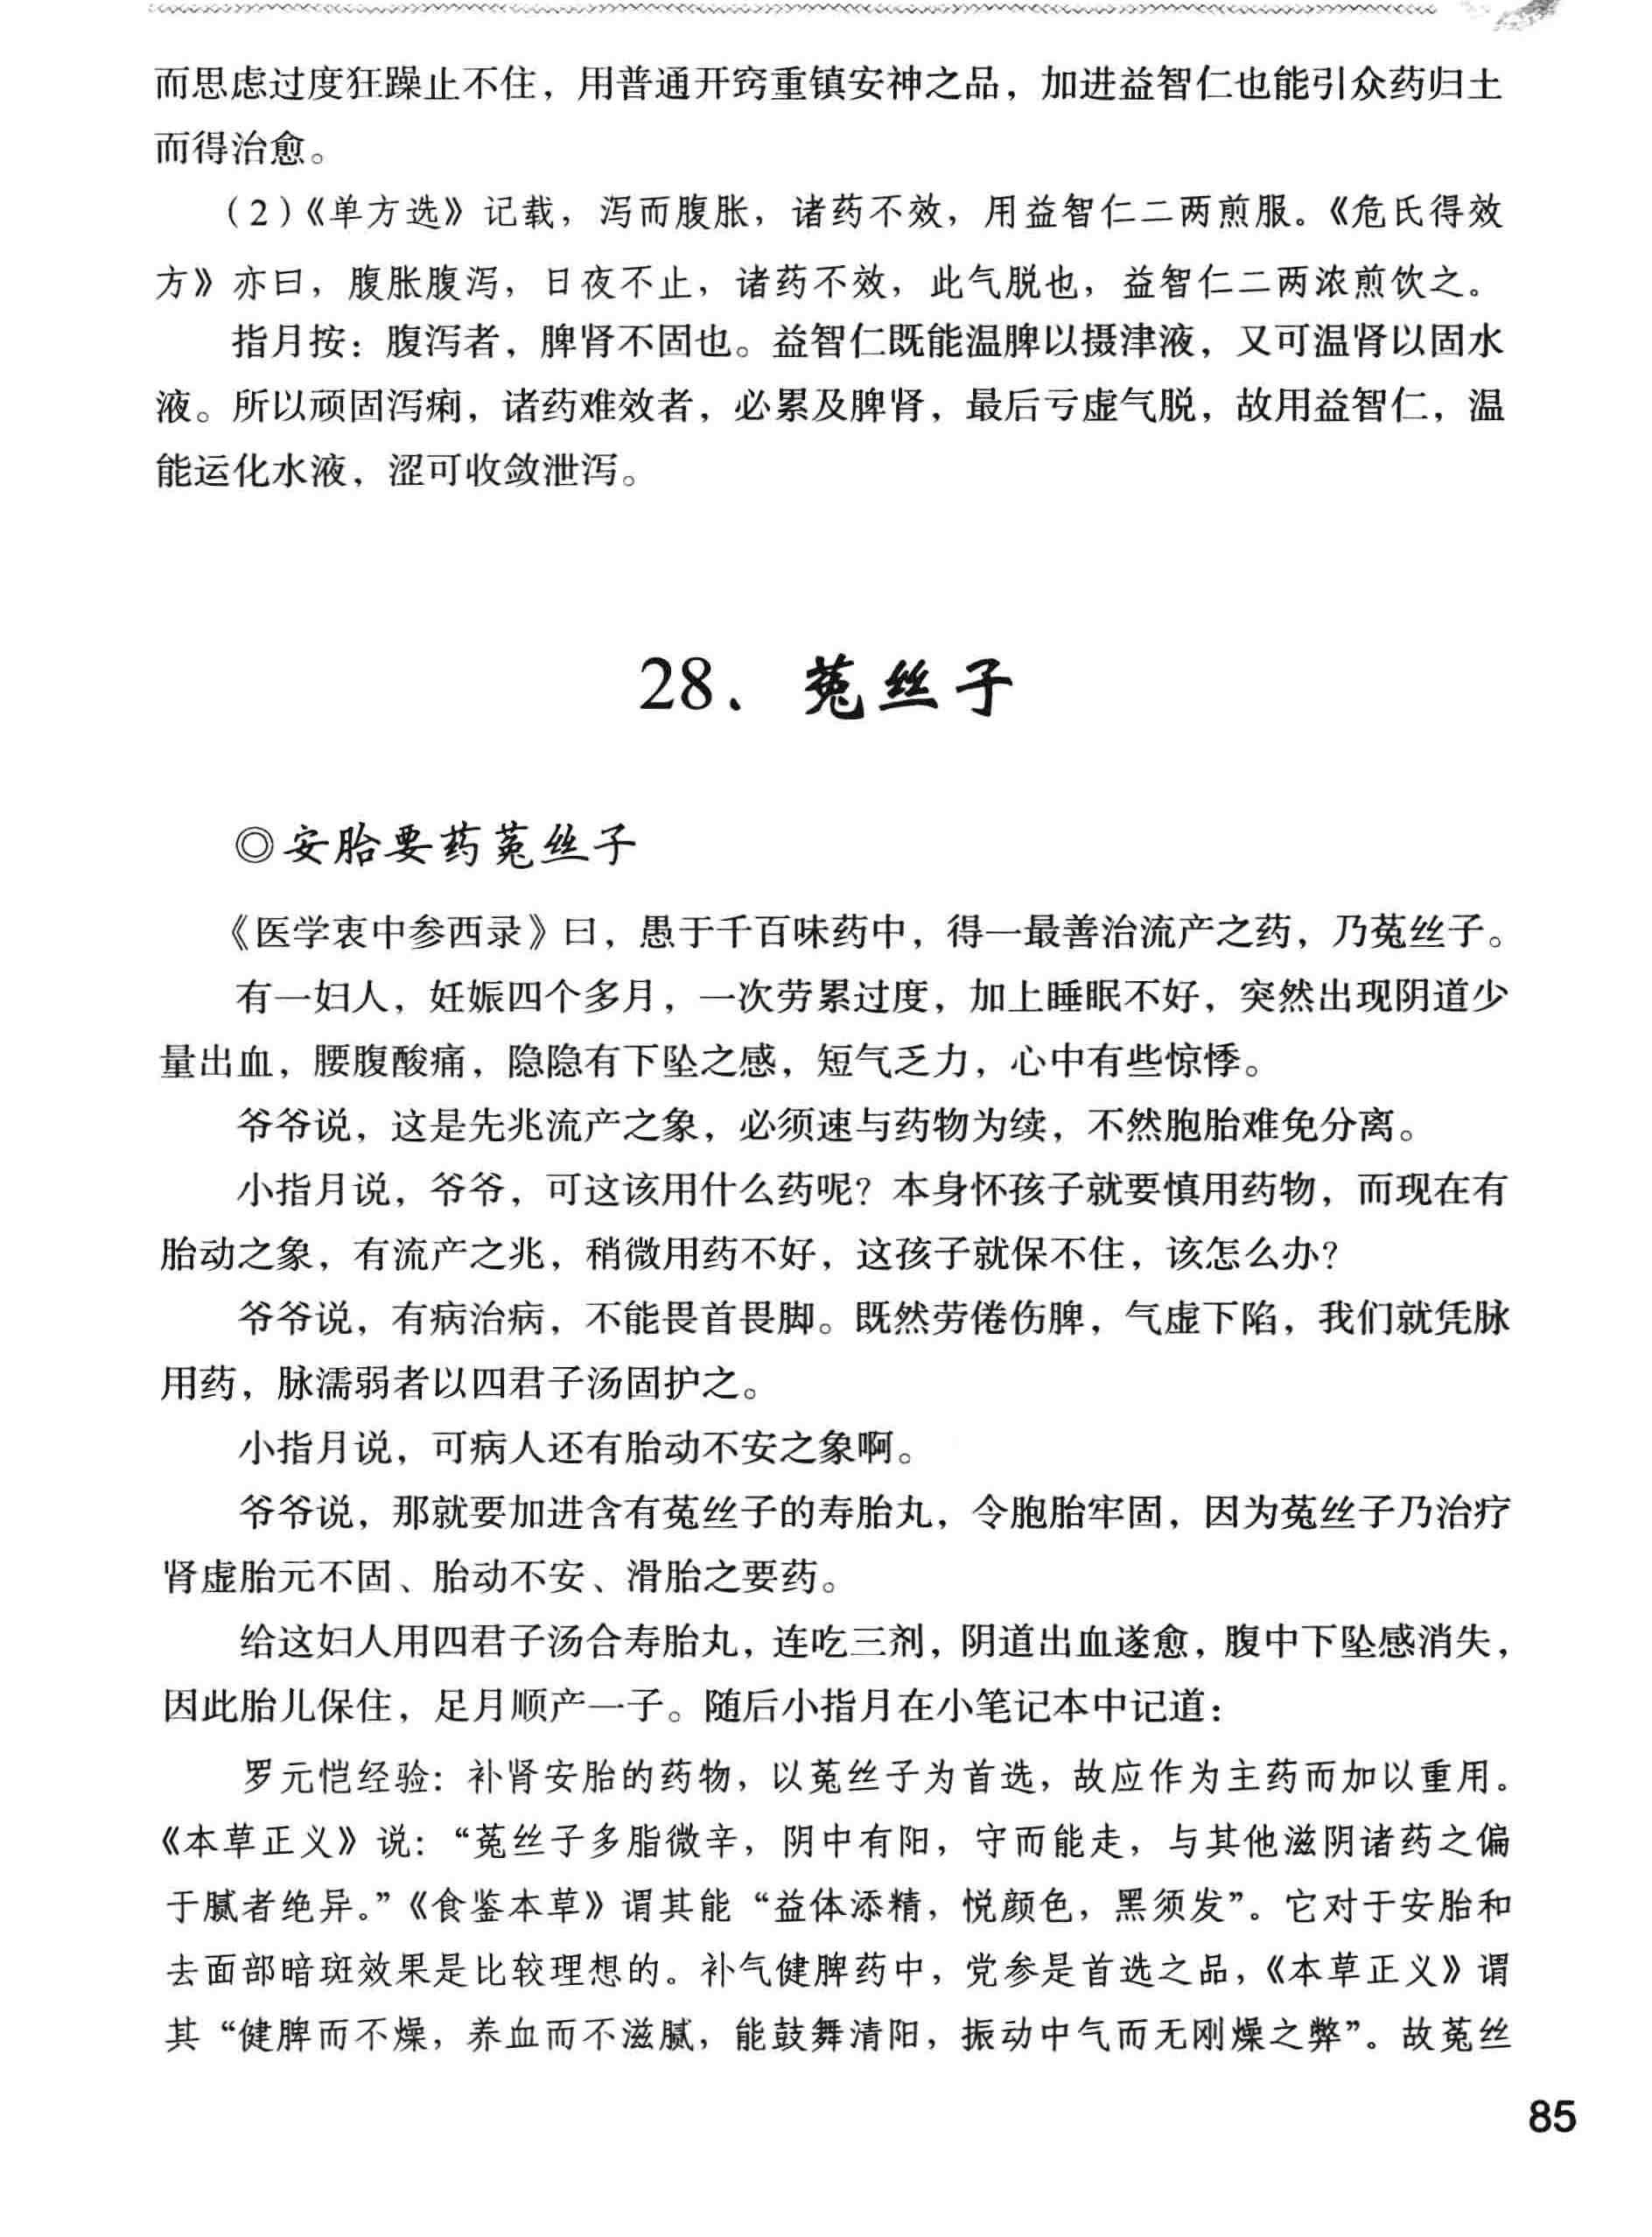 而思虑过度狂躁止不住，用普通开窍重镇安神之品，加进益智仁也能引众药归土
而得治愈。
（2）《单方选》记载，泻而腹胀，诸药不效，用益智仁二两煎服。《危氏得效
方》亦曰，腹胀腹泻，日夜不止，诸药不效，此气脱也，益智仁二两浓煎饮之。
指月按：腹泻者，脾肾不固也。益智仁既能温脾以摄津液，又可温肾以固水
液。所以顽固泻痢，诸药难效者，必累及脾肾，最后亏虚气脱，故用益智仁，温
能运化水液，涩可收敛泄泻。
28．菟丝子
◎安胎要药菟丝子
《医学衷中参西录》曰，愚于千百味药中，得一最善治流产之药，乃菟丝子。
有一妇人，妊娠四个多月，一次劳累过度，加上睡眠不好，突然出现阴道少
量出血，腰腹酸痛，隐隐有下坠之感，短气乏力，心中有些惊悸。
爷爷说，这是先兆流产之象，必须速与药物为续，不然胞胎难免分离。
小指月说，爷爷，可这该用什么药呢？本身怀孩子就要慎用药物，而现在有
胎动之象，有流产之兆，稍微用药不好，这孩子就保不住，该怎么办？
爷爷说，有病治病，不能畏首畏脚。既然劳倦伤脾，气虚下陷，我们就凭脉
用药，脉濡弱者以四君子汤固护之。
小指月说，可病人还有胎动不安之象啊。
爷爷说，那就要加进含有菟丝子的寿胎丸，令胞胎牢固，因为菟丝子乃治疗
肾虚胎元不固、胎动不安、滑胎之要药。
给这妇人用四君子汤合寿胎丸，连吃三剂，阴道出血遂愈，腹中下坠感消失，
因此胎儿保住，足月顺产一子。随后小指月在小笔记本中记道：
罗元恺经验：补肾安胎的药物，以菟丝子为首选，故应作为主药而加以重用。
《本草正义》说：“菟丝子多脂微辛，阴中有阳，守而能走，与其他滋阴诸药之偏
于腻者绝异。”《食鉴本草》谓其能“益体添精，悦颜色，黑须发”。它对于安胎和
去面部暗斑效果是比较理想的。补气健脾药中，党参是首选之品，《本草正义》谓
其“健脾而不燥，养血而不滋腻，能鼓舞清阳，振动中气而无刚燥之弊”。故菟丝
85